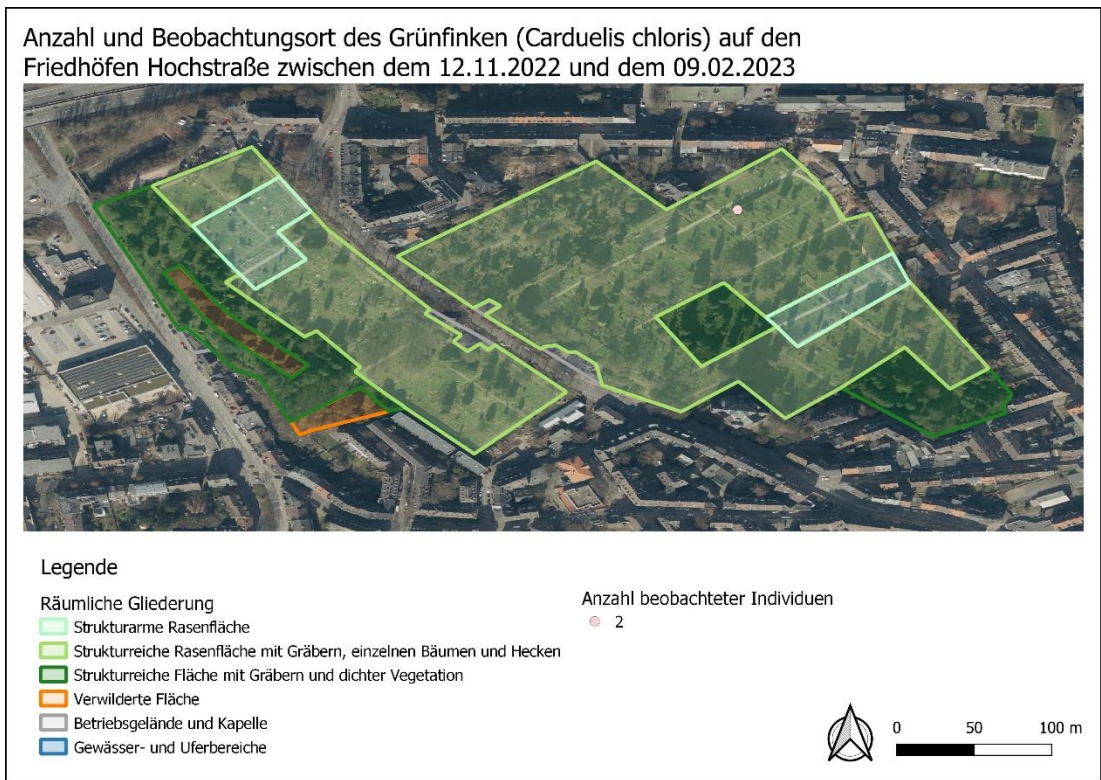 Anzahl und Beobachtungsort des Grünfinken (Carduelis chloris) auf den
Friedhöfen Hochstraße zwischen dem 12.11.2022 und dem 09.02.2023
Legende
Räumliche Gliederung
Strukturarme Rasenfläche
Strukturreiche Rasenfläche mit Gräbern, einzelnen Bäumen und Hecken
Strukturreiche Fläche mit Gräbern und dichter Vegetation
Verwilderte Fläche
Betriebsgelände und Kapelle
Gewässer- und Uferbereiche
Anzahl beobachteter Individuen
2
0 50 100 m